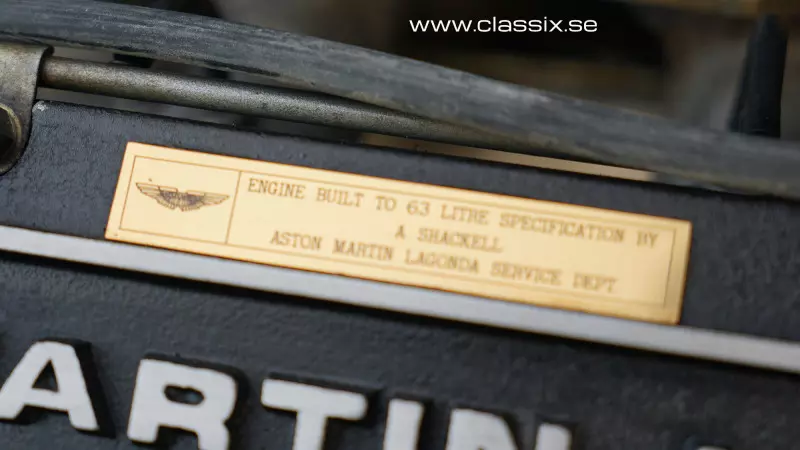 www.classix.se
ENGINE BUILT TO 63 LITRE SPECIFICATION BY
A SHACKELL
ASTON MARTIN LAGONDA SERVICE DEPT
ARTIN